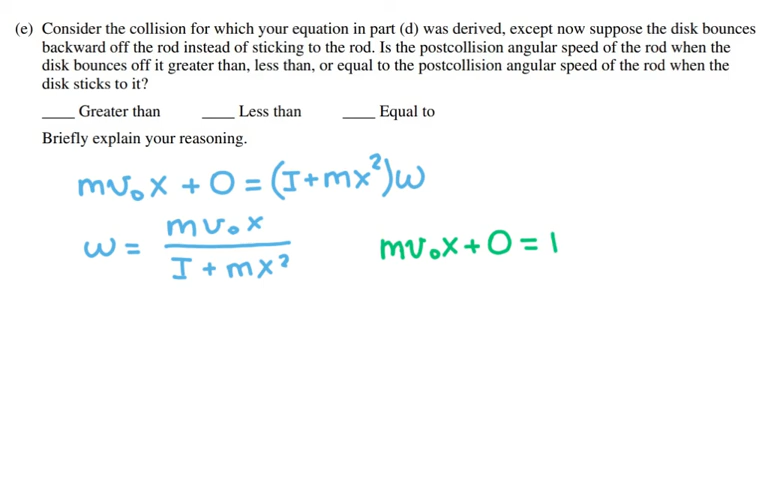 (e) Consider the collision for which your equation in part (d) was derived, except now suppose the disk bounces
backward off the rod instead of sticking to the rod. Is the postcollision angular speed of the rod when the
disk bounces off it greater than, less than, or equal to the postcollision angular speed of the rod when the
disk sticks to it?
____ Greater than ____ Less than ____ Equal to
Briefly explain your reasoning.
mv₀x + 0 = (I + mx²)ω
ω = mv₀x / (I + mx²)
mv₀x + 0 = 1